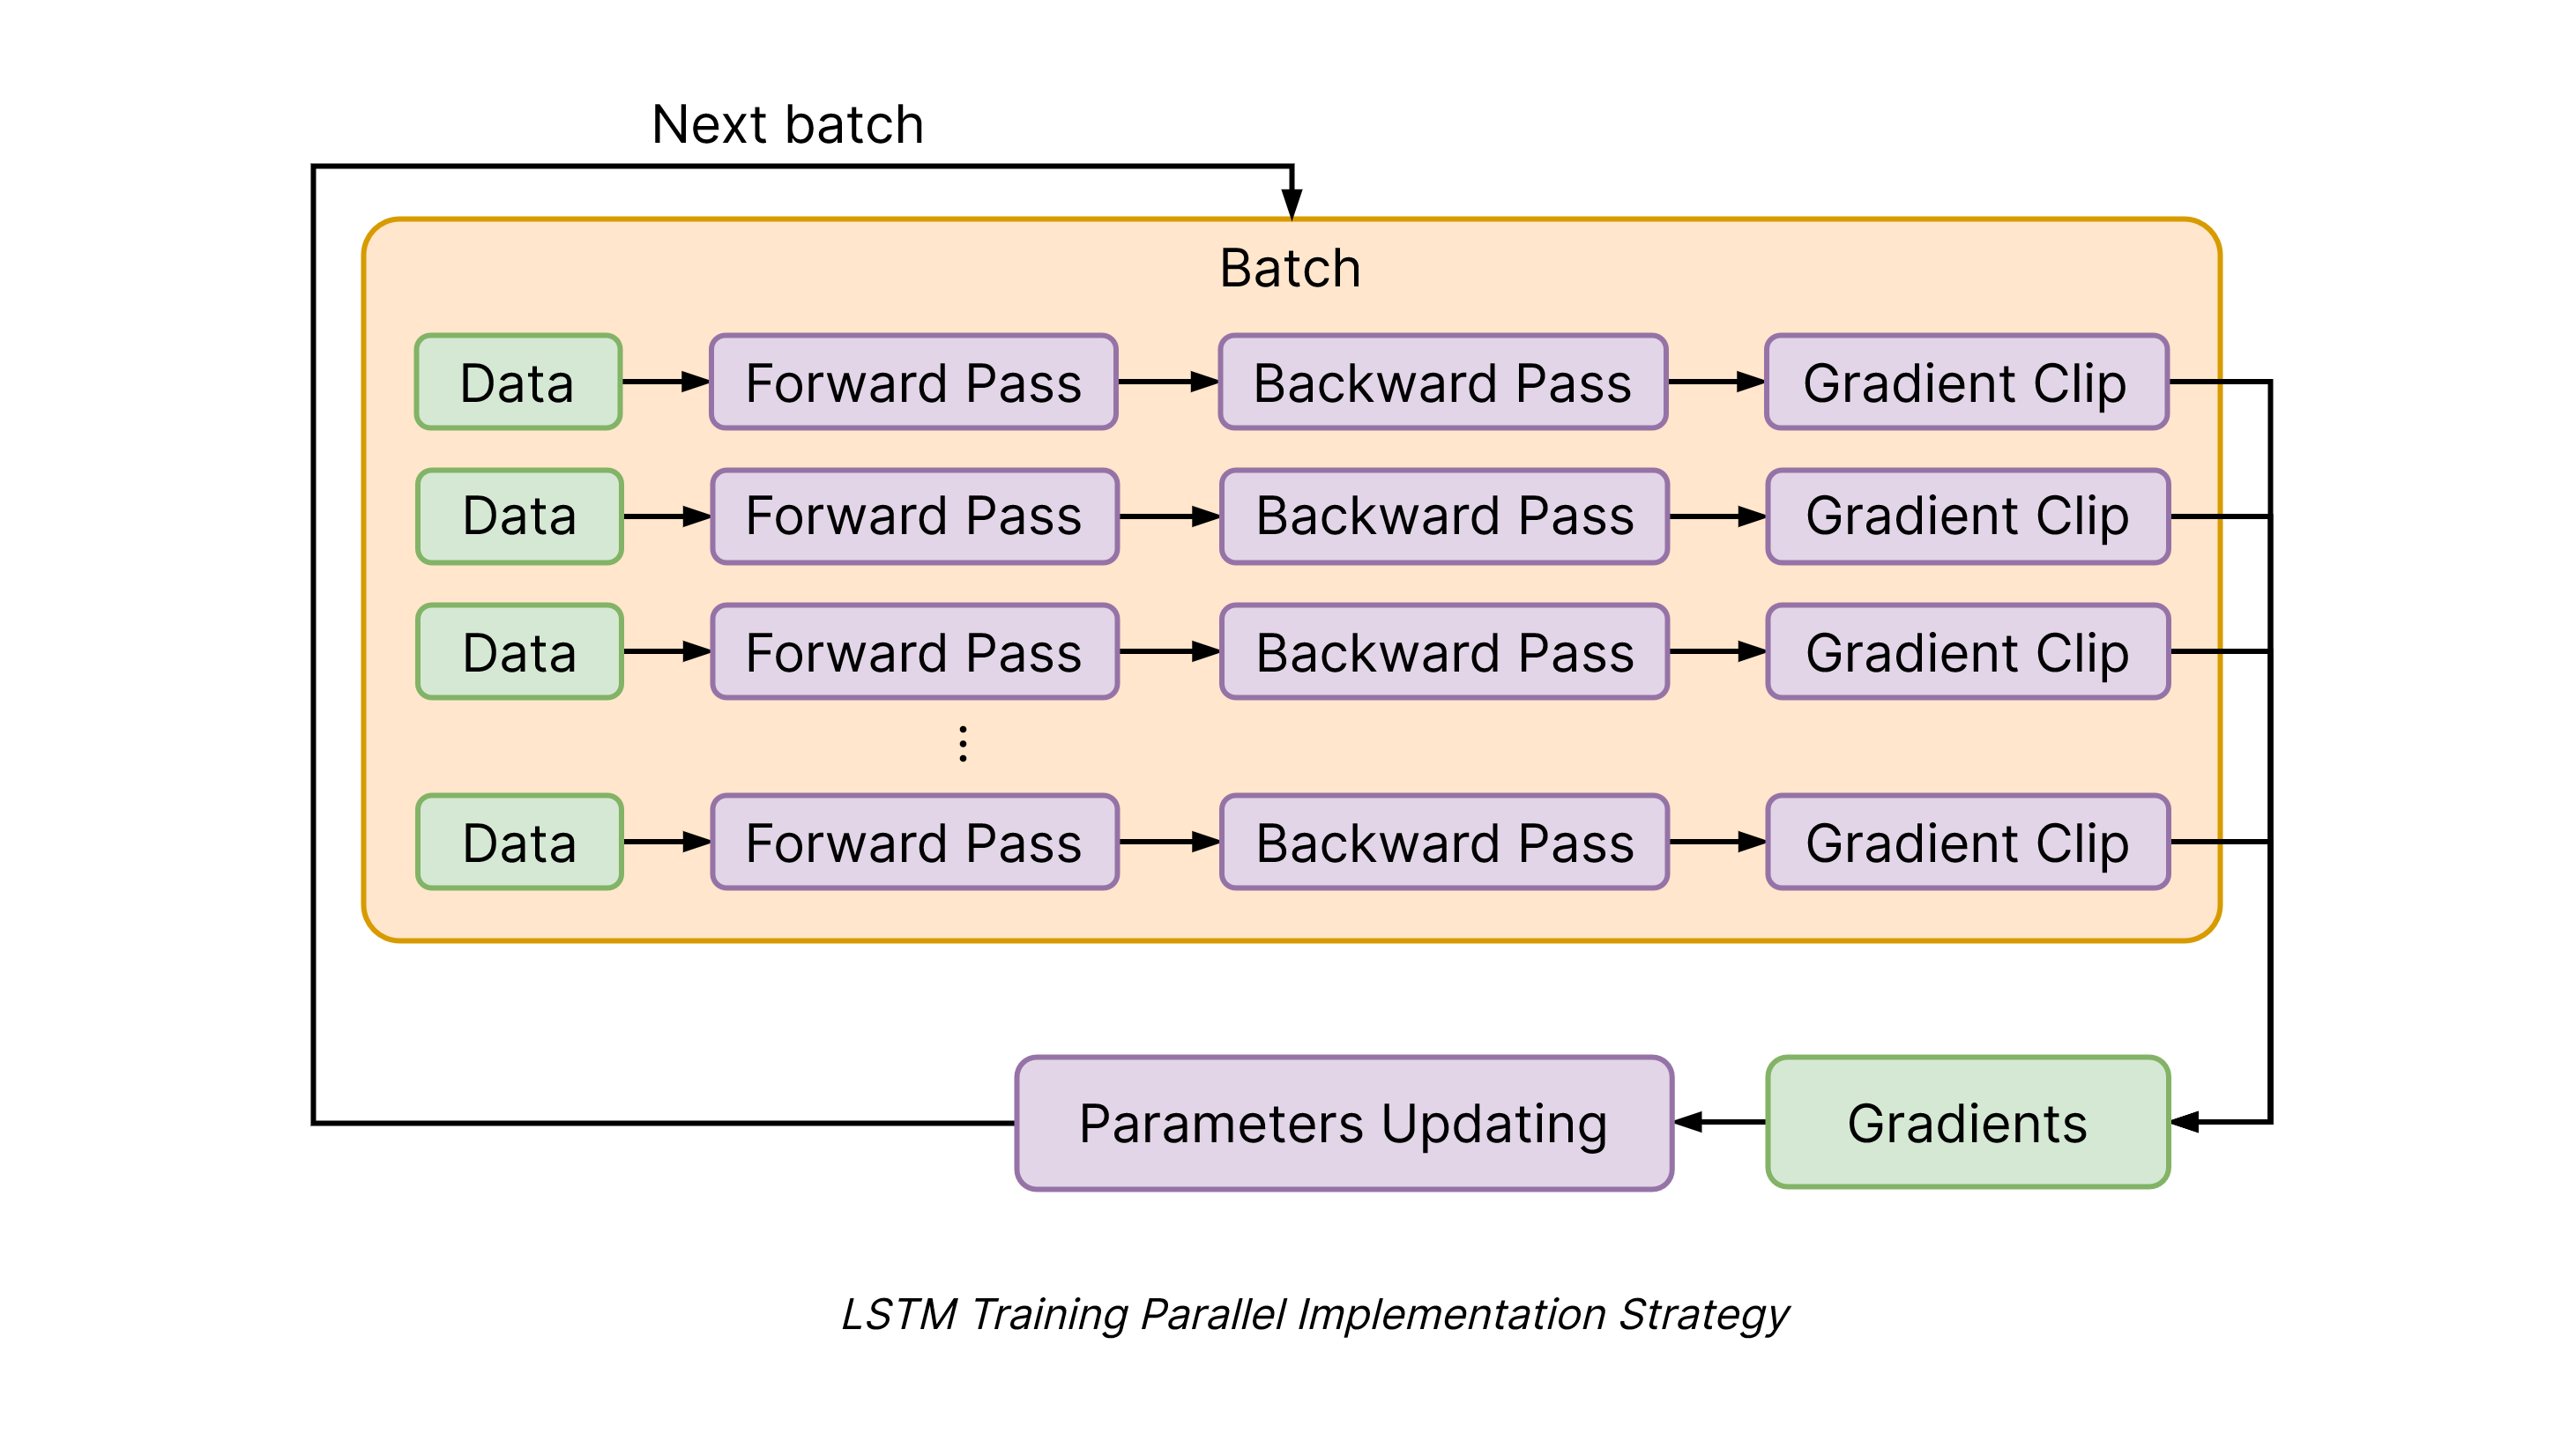 Next batch
Batch
Data
Forward Pass
Backward Pass
Gradient Clip
Data
Forward Pass
Backward Pass
Gradient Clip
Data
Forward Pass
Backward Pass
Gradient Clip
Data
Forward Pass
Backward Pass
Gradient Clip
Parameters Updating
Gradients
LSTM Training Parallel Implementation Strategy